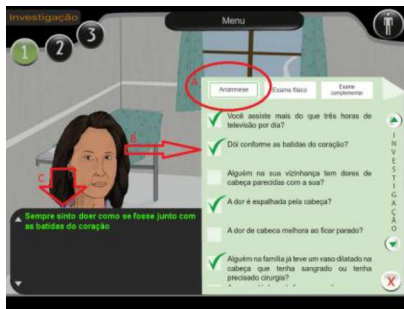 Investigação
Menu
1
2
3
A
Anamnese
Exame físico
Exame
complementar
Você assiste mais do que três horas de
televisão por dia?
B
Dói conforme as batidas do coração?
Alguém na sua vizinhança tem dores de
cabeça parecidas com a sua?
C
A dor é espalhada pela cabeça?
Sempre sinto doer como se fosse junto com
as batidas do coração
A dor de cabeca melhora ao ficar parado?
Alguém na família já teve um vaso dilatado na
cabeça que tenha sangrado ou tenha
precisado cirurgia?
INVESTIGAÇÃO
X